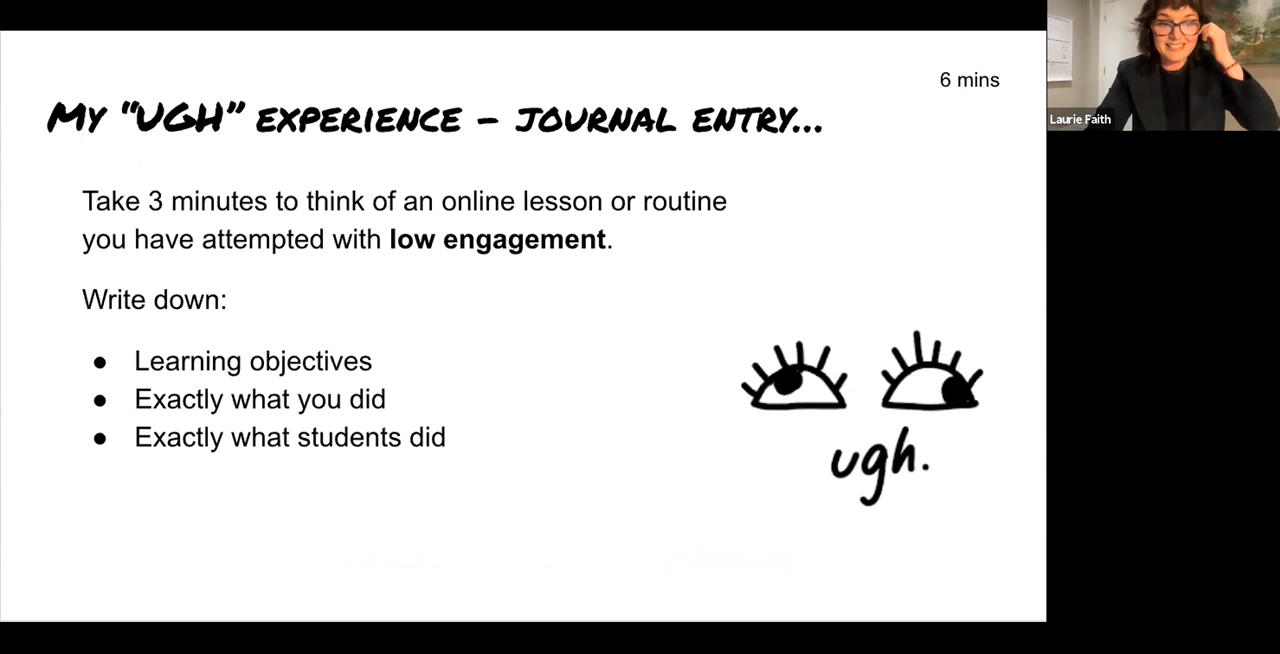 6 mins
My "UGH" experience – journal entry...
Take 3 minutes to think of an online lesson or routine
you have attempted with low engagement.
Write down:
● Learning objectives
● Exactly what you did
● Exactly what students did
ugh.
Laurie Faith